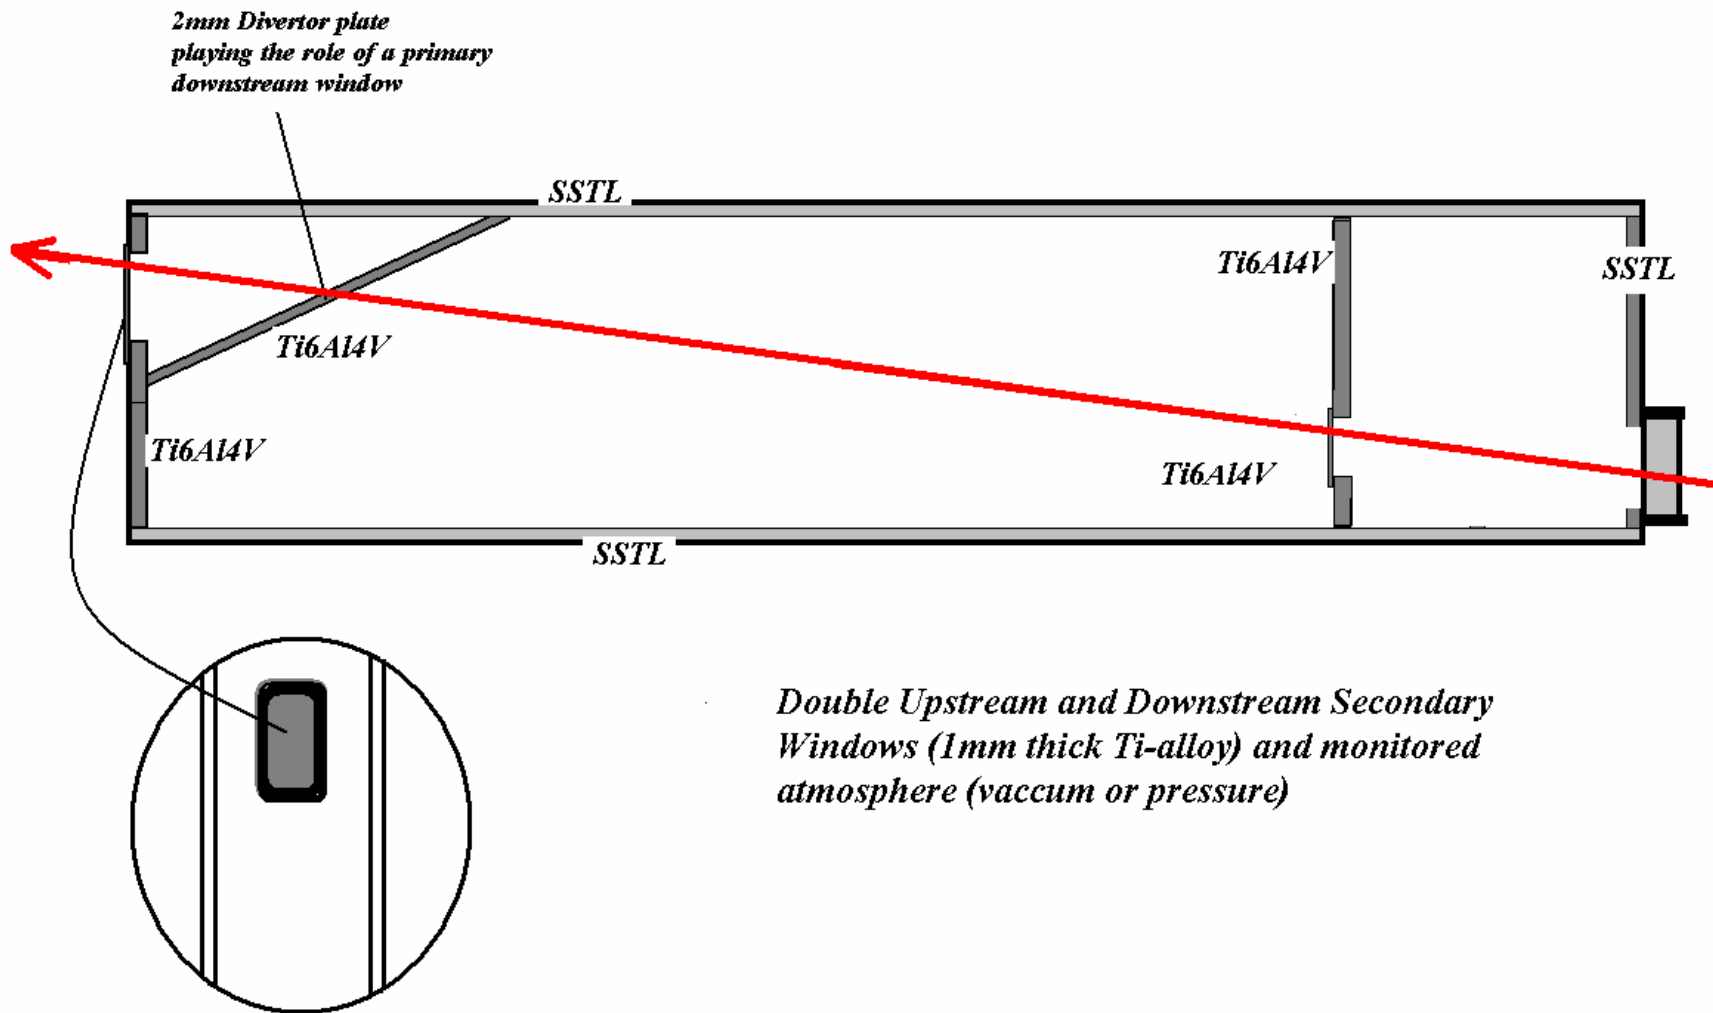 2mm Divertor plate
playing the role of a primary
downstream window
SSTL
Ti6Al4V
SSTL
Ti6Al4V
Ti6Al4V
Ti6Al4V
SSTL
Double Upstream and Downstream Secondary
Windows (1mm thick Ti-alloy) and monitored
atmosphere (vaccum or pressure)